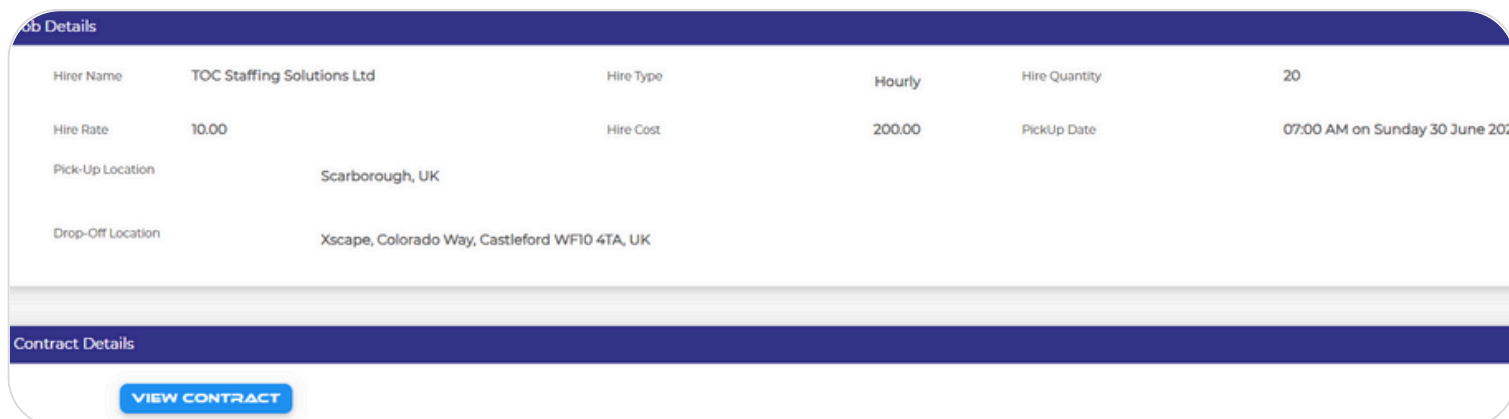 Job Details
Hirer Name TOC Staffing Solutions Ltd Hire Type Hourly Hire Quantity 20
Hire Rate 10.00 Hire Cost 200.00 PickUp Date 07:00 AM on Sunday 30 June 202
Pick-Up Location Scarborough, UK
Drop-Off Location Xscape, Colorado Way, Castleford WF10 4TA, UK
Contract Details
VIEW CONTRACT